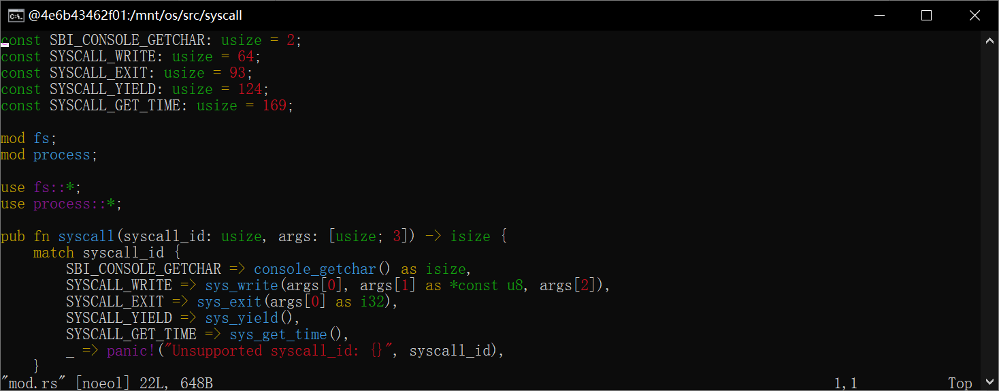 @4e6b43462f01:/mnt/os/src/syscall
const SBI_CONSOLE_GETCHAR: usize = 2;
const SYSCALL_WRITE: usize = 64;
const SYSCALL_EXIT: usize = 93;
const SYSCALL_YIELD: usize = 124;
const SYSCALL_GET_TIME: usize = 169;

mod fs;
mod process;

use fs::*;
use process::*;

pub fn syscall(syscall_id: usize, args: [usize; 3]) -> isize {
    match syscall_id {
        SBI_CONSOLE_GETCHAR => console_getchar() as isize,
        SYSCALL_WRITE => sys_write(args[0], args[1] as *const u8, args[2]),
        SYSCALL_EXIT => sys_exit(args[0] as i32),
        SYSCALL_YIELD => sys_yield(),
        SYSCALL_GET_TIME => sys_get_time(),
        _ => panic!("Unsupported syscall_id: {}", syscall_id),
    }
"mod.rs" [noeol] 22L, 648B 1,1 Top